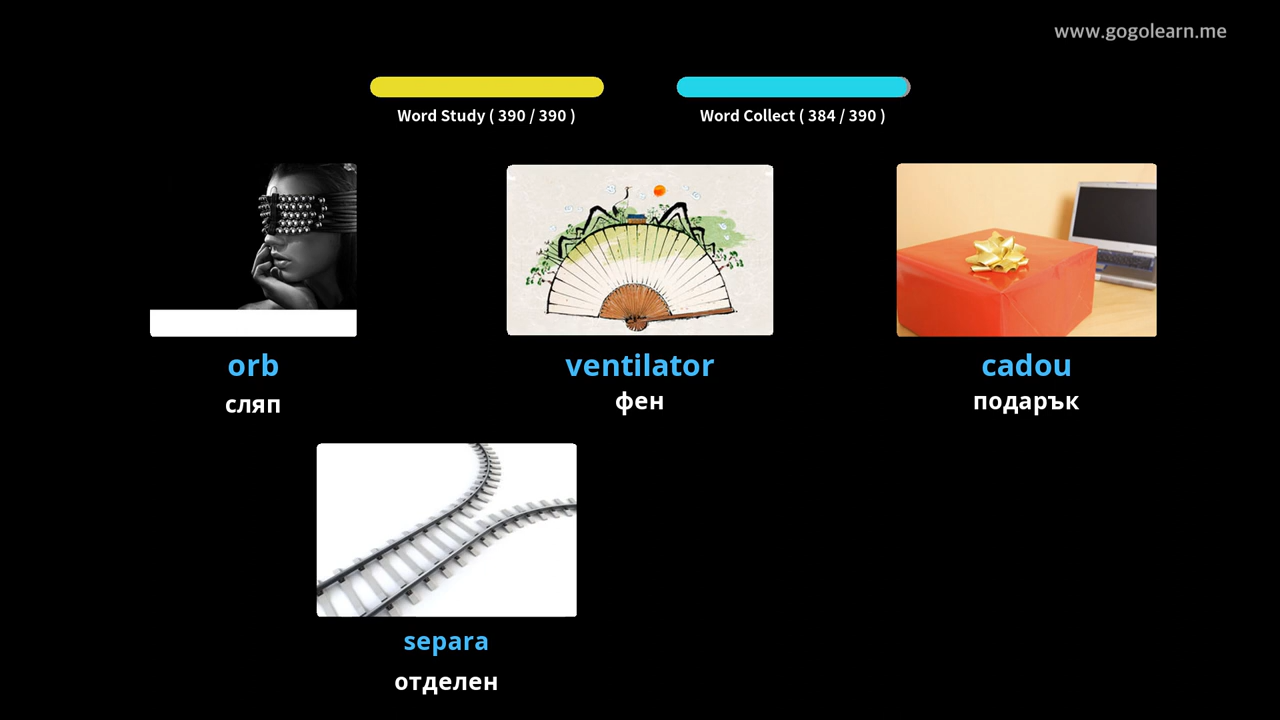 www.gogolearn.me
Word Study ( 390 / 390 )
Word Collect ( 384 / 390 )
orb
сляп
ventilator
фен
cadou
подарък
separa
отделен